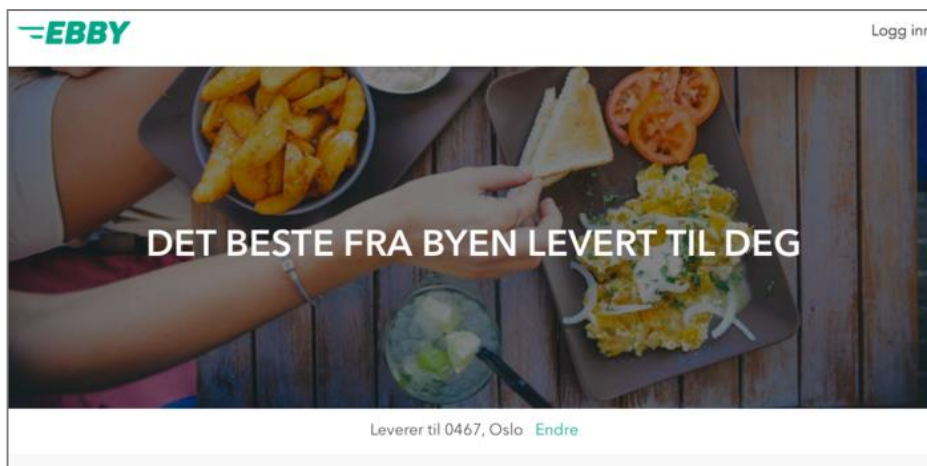 EBBY
Logg inn
DET BESTE FRA BYEN LEVERT TIL DEG
Leverer til 0467, Oslo Endre